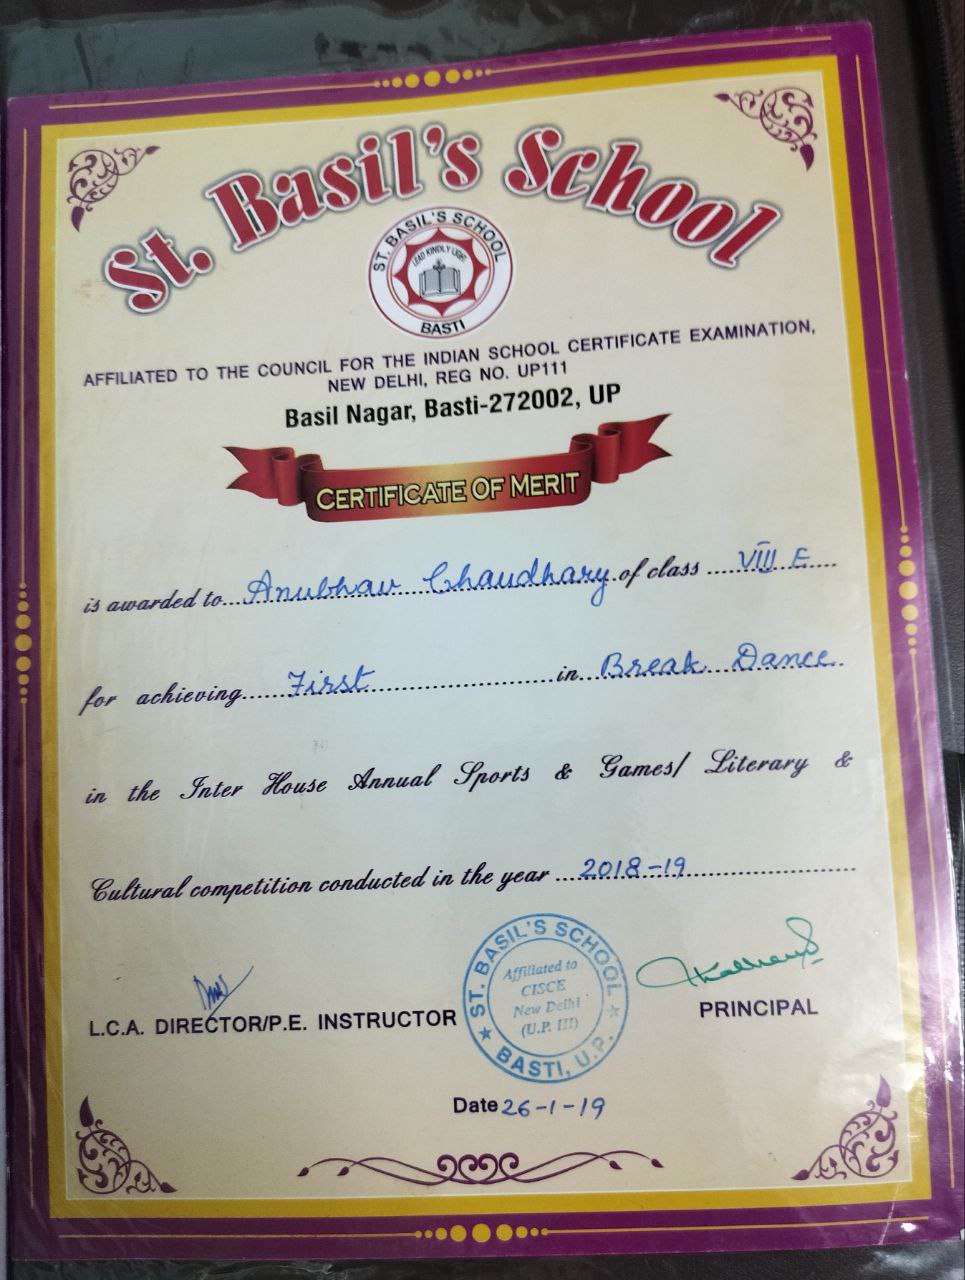 St. Basil's School
ST. BASIL'S SCHOOL
LEAD KINDLY LIGHT
BASTI
AFFILIATED TO THE COUNCIL FOR THE INDIAN SCHOOL CERTIFICATE EXAMINATION,
NEW DELHI, REG NO. UP111
Basil Nagar, Basti-272002, UP
CERTIFICATE OF MERIT
is awarded to Anubhav Chaudhary of class VIII E
for achieving First in Break Dance
in the Inter House Annual Sports & Games/ Literary &
Cultural competition conducted in the year 2018-19
ST. BASIL'S SCHOOL
Affiliated to
CISCE
New Delhi
(U.P. III)
BASTI, U.P.
L.C.A. DIRECTOR/P.E. INSTRUCTOR
PRINCIPAL
Date 26-1-19